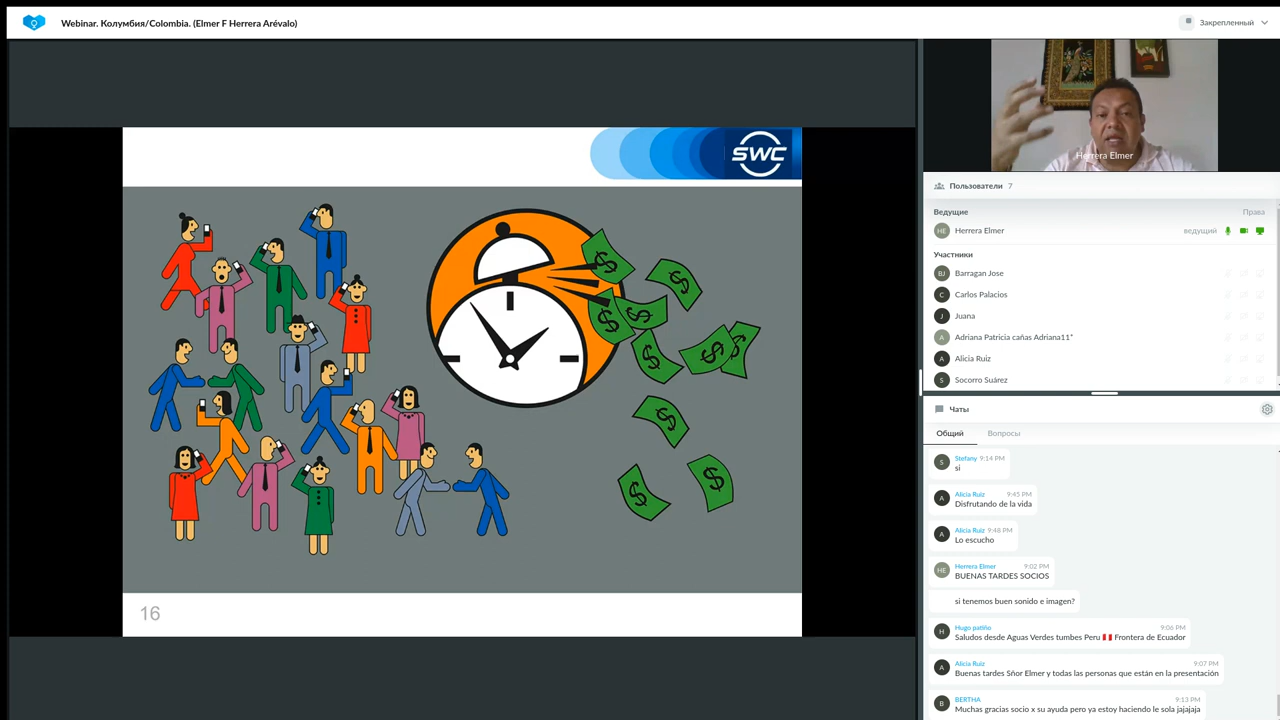 Webinar. Колумбия/Colombia. (Elmer F Herrera Arévalo)
Закрепленный
SWC
$ $ $ $ $ $ $ $ $ $
16
Herrera Elmer
Пользователи 7
Ведущие Права
HE Herrera Elmer ведущий
Участники
BJ Barragan Jose
C Carlos Palacios
J Juana
A Adriana Patricia cañas Adriana11*
A Alicia Ruiz
S Socorro Suárez
Чаты
Общий Вопросы
S Stefany 9:14 PM
si
A Alicia Ruiz 9:45 PM
Disfrutando de la vida
A Alicia Ruiz 9:48 PM
Lo escucho
HE Herrera Elmer 9:02 PM
BUENAS TARDES SOCIOS
si tenemos buen sonido e imagen?
H Hugo patiño 9:06 PM
Saludos desde Aguas Verdes tumbes Peru 🇵🇪 Frontera de Ecuador
A Alicia Ruiz 9:07 PM
Buenas tardes Sñor Elmer y todas las personas que están en la presentación
B BERTHA 9:13 PM
Muchas gracias socio x su ayuda pero ya estoy haciendo le sola jajajaja